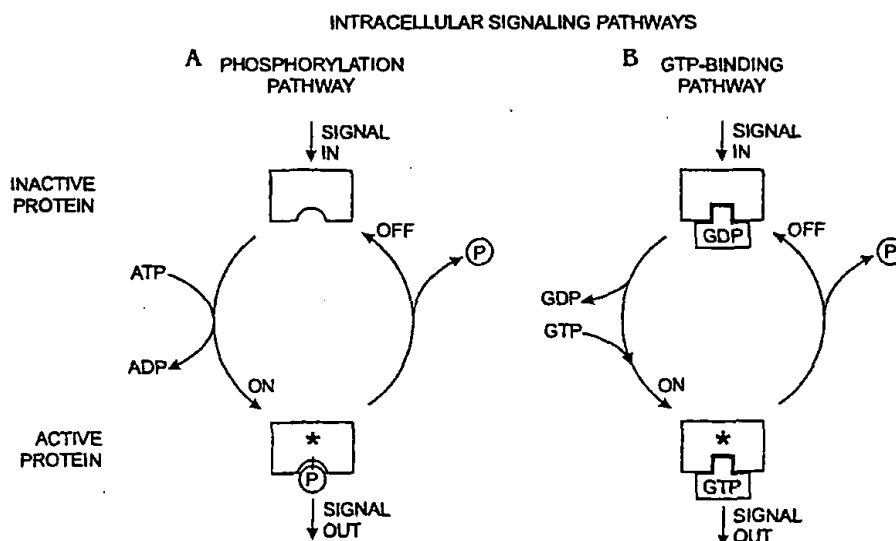 INTRACELLULAR SIGNALING PATHWAYS
A PHOSPHORYLATION
PATHWAY
SIGNAL
IN
INACTIVE
PROTEIN
OFF
P
ATP
ADP
ON
ACTIVE
PROTEIN
*
P
SIGNAL
OUT
B GTP-BINDING
PATHWAY
SIGNAL
IN
GDP
OFF
P
GDP
GTP
ON
*
GTP
SIGNAL
OUT